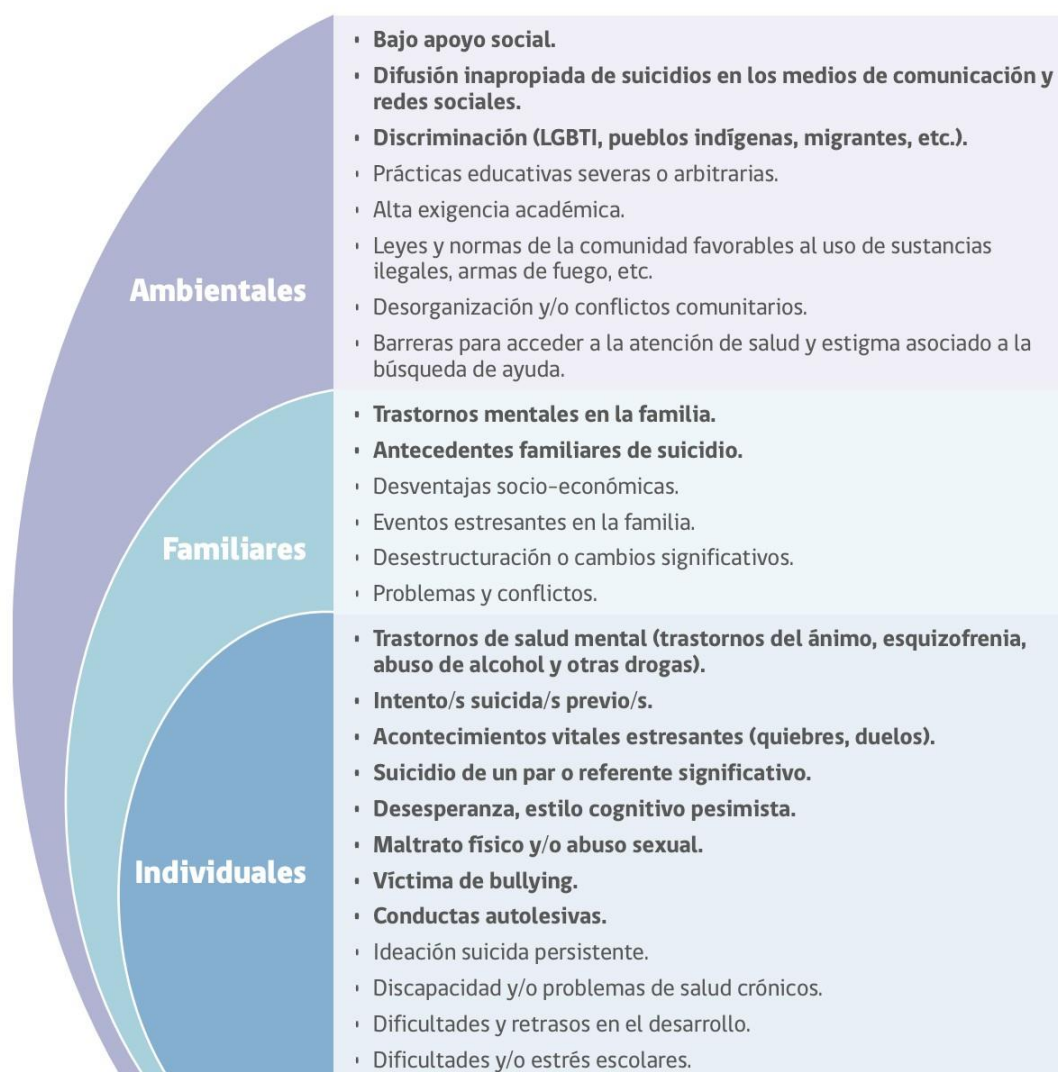 Ambientales
· Bajo apoyo social.
· Difusión inapropiada de suicidios en los medios de comunicación y
redes sociales.
· Discriminación (LGBTI, pueblos indígenas, migrantes, etc.).
· Prácticas educativas severas o arbitrarias.
· Alta exigencia académica.
· Leyes y normas de la comunidad favorables al uso de sustancias
ilegales, armas de fuego, etc.
· Desorganización y/o conflictos comunitarios.
· Barreras para acceder a la atención de salud y estigma asociado a la
búsqueda de ayuda.
Familiares
· Trastornos mentales en la familia.
· Antecedentes familiares de suicidio.
· Desventajas socio-económicas.
· Eventos estresantes en la familia.
· Desestructuración o cambios significativos.
· Problemas y conflictos.
Individuales
· Trastornos de salud mental (trastornos del ánimo, esquizofrenia,
abuso de alcohol y otras drogas).
· Intento/s suicida/s previo/s.
· Acontecimientos vitales estresantes (quiebres, duelos).
· Suicidio de un par o referente significativo.
· Desesperanza, estilo cognitivo pesimista.
· Maltrato físico y/o abuso sexual.
· Víctima de bullying.
· Conductas autolesivas.
· Ideación suicida persistente.
· Discapacidad y/o problemas de salud crónicos.
· Dificultades y retrasos en el desarrollo.
· Dificultades y/o estrés escolares.